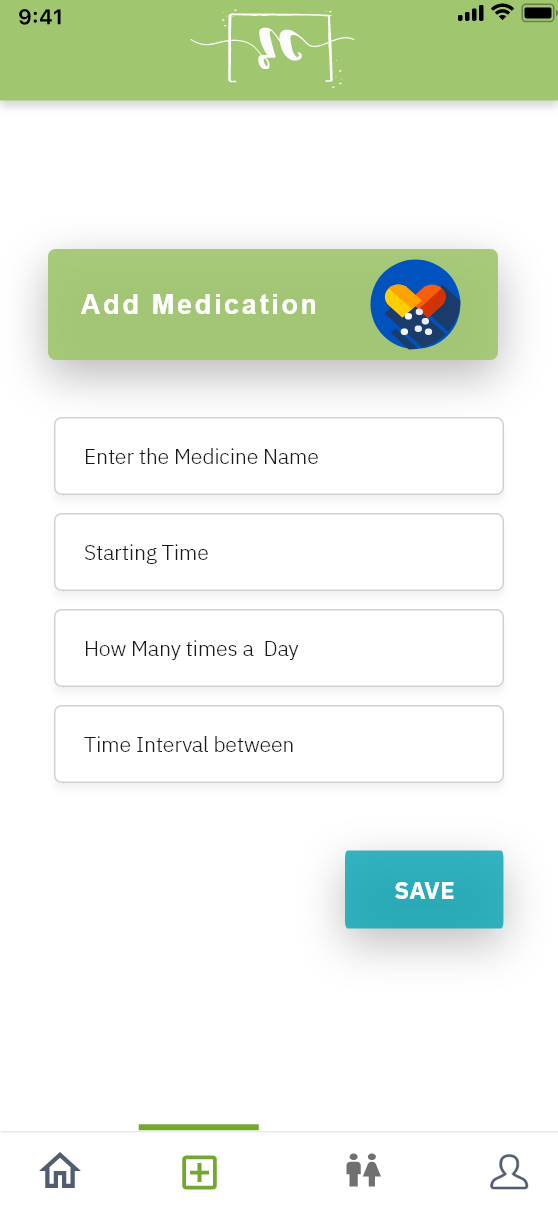 9:41
Add Medication
Enter the Medicine Name
Starting Time
How Many times a  Day
Time Interval between
SAVE